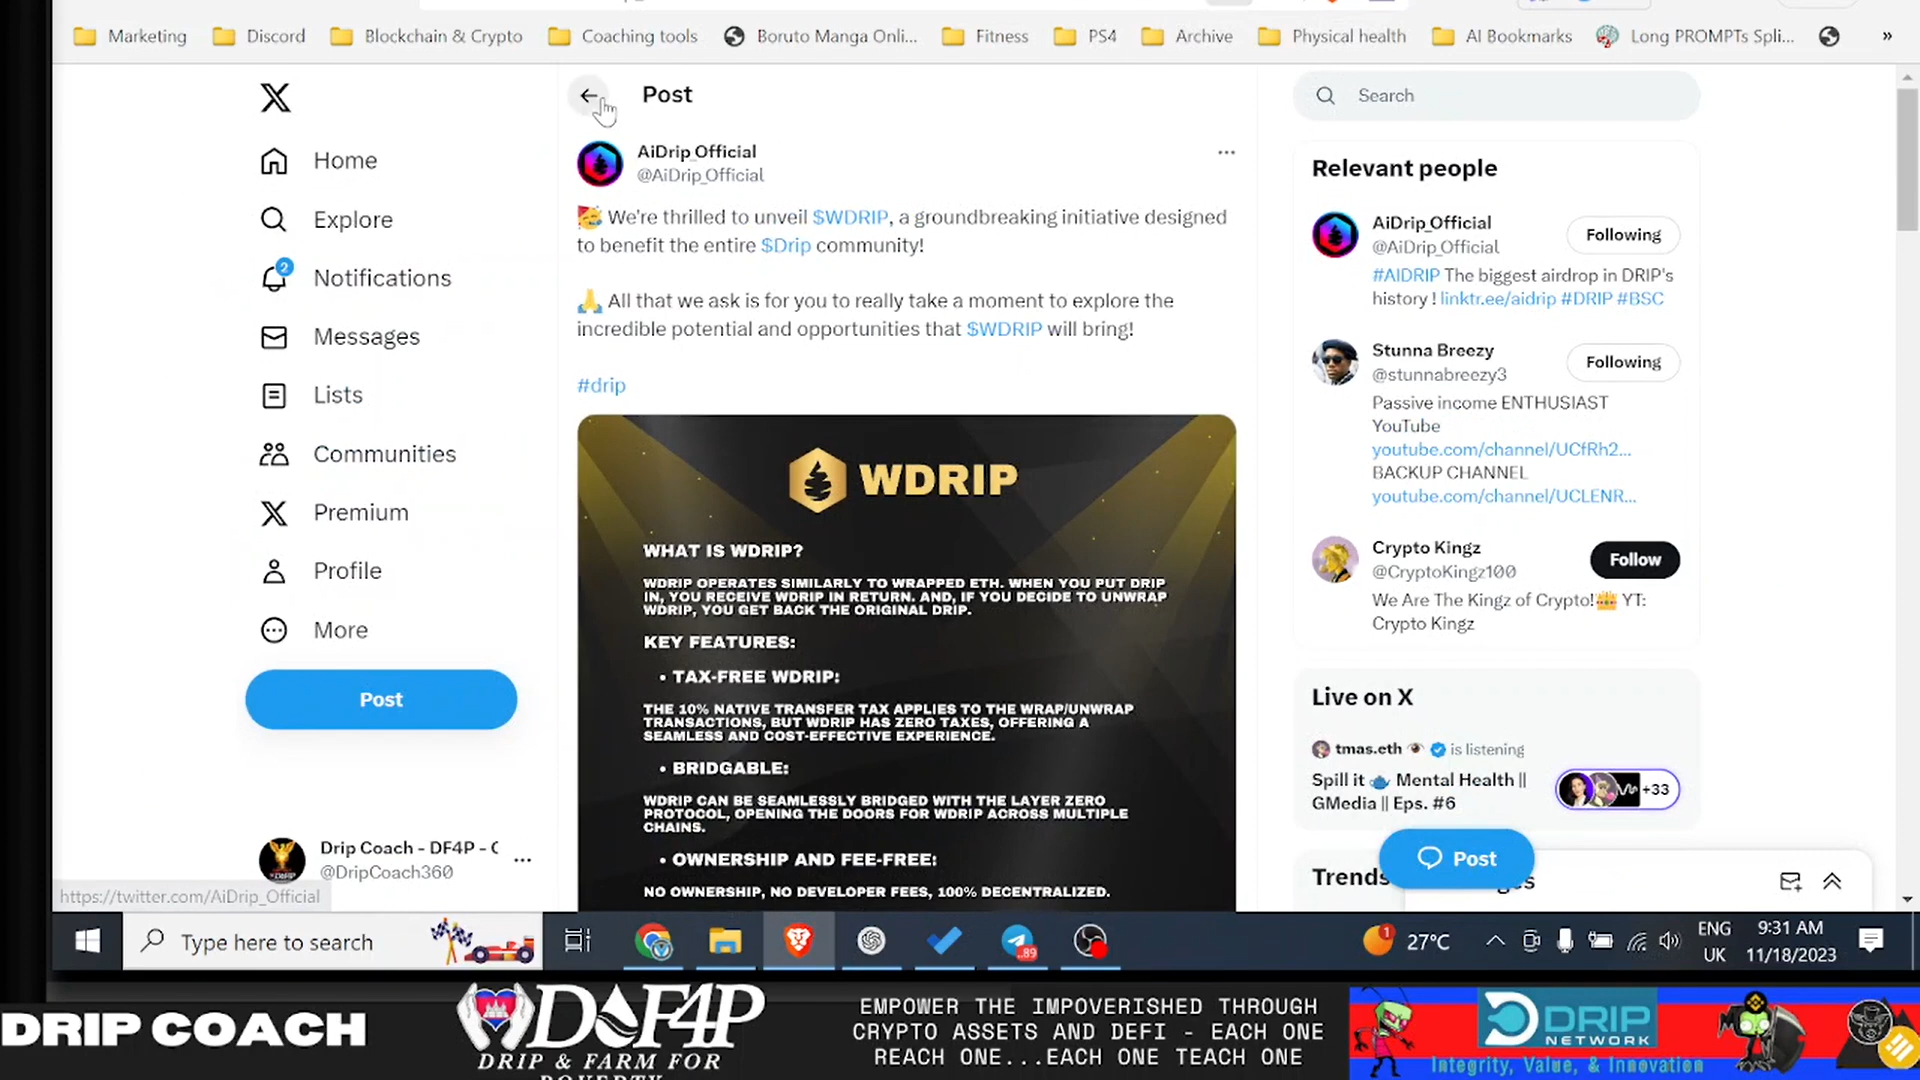 Marketing
Discord
Blockchain & Crypto
Coaching tools
Boruto Manga Onli...
Fitness
PS4
Archive
Physical health
AI Bookmarks
Long PROMPTs Spli...
»
Home
Explore
2
Notifications
Messages
Lists
Communities
Premium
Profile
More
Post
Drip Coach - DF4P - C
@DripCoach360
https://twitter.com/AiDrip_Official
Post
AiDrip_Official
@AiDrip_Official
We're thrilled to unveil $WDRIP, a groundbreaking initiative designed
to benefit the entire $Drip community!
All that we ask is for you to really take a moment to explore the
incredible potential and opportunities that $WDRIP will bring!
#drip
WDRIP
WHAT IS WDRIP?
WDRIP OPERATES SIMILARLY TO WRAPPED ETH. WHEN YOU PUT DRIP
IN, YOU RECEIVE WDRIP IN RETURN. AND, IF YOU DECIDE TO UNWRAP
WDRIP, YOU GET BACK THE ORIGINAL DRIP.
KEY FEATURES:
• TAX-FREE WDRIP:
THE 10% NATIVE TRANSFER TAX APPLIES TO THE WRAP/UNWRAP
TRANSACTIONS, BUT WDRIP HAS ZERO TAXES, OFFERING A
SEAMLESS AND COST-EFFECTIVE EXPERIENCE.
• BRIDGABLE:
WDRIP CAN BE SEAMLESSLY BRIDGED WITH THE LAYER ZERO
PROTOCOL, OPENING THE DOORS FOR WDRIP ACROSS MULTIPLE
CHAINS.
• OWNERSHIP AND FEE-FREE:
NO OWNERSHIP, NO DEVELOPER FEES, 100% DECENTRALIZED.
Search
Relevant people
AiDrip_Official
@AiDrip_Official
Following
#AIDRIP The biggest airdrop in DRIP's
history ! linktr.ee/aidrip #DRIP #BSC
Stunna Breezy
@stunnabreezy3
Following
Passive income ENTHUSIAST
YouTube
youtube.com/channel/UCfRh2...
BACKUP CHANNEL
youtube.com/channel/UCLENR...
Crypto Kingz
@CryptoKingz100
Follow
We Are The Kingz of Crypto! YT:
Crypto Kingz
Live on X
tmas.eth is listening
Spill it Mental Health ||
GMedia || Eps. #6
+33
Trends
Post
Type here to search
89
1
27°C
ENG
UK
9:31 AM
11/18/2023
DRIP COACH
DF4P
DRIP & FARM FOR
POVERTY
EMPOWER THE IMPOVERISHED THROUGH
CRYPTO ASSETS AND DEFI - EACH ONE
REACH ONE...EACH ONE TEACH ONE
DRIP
NETWORK
Integrity, Value, & Innovation